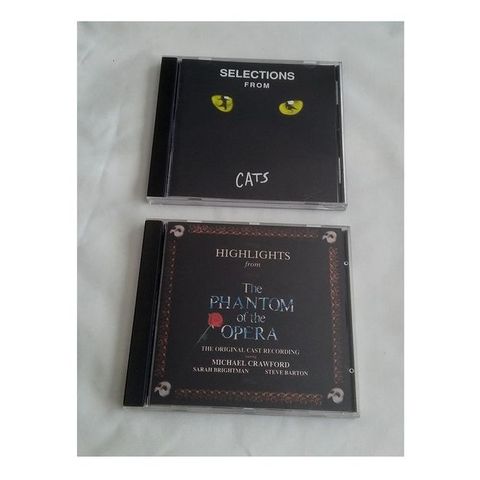 SELECTIONS
FROM
CATS
HIGHLIGHTS
from
The
PHANTOM
of the
OPERA
THE ORIGINAL CAST RECORDING
MICHAEL CRAWFORD
SARAH BRIGHTMAN STEVE BARTON